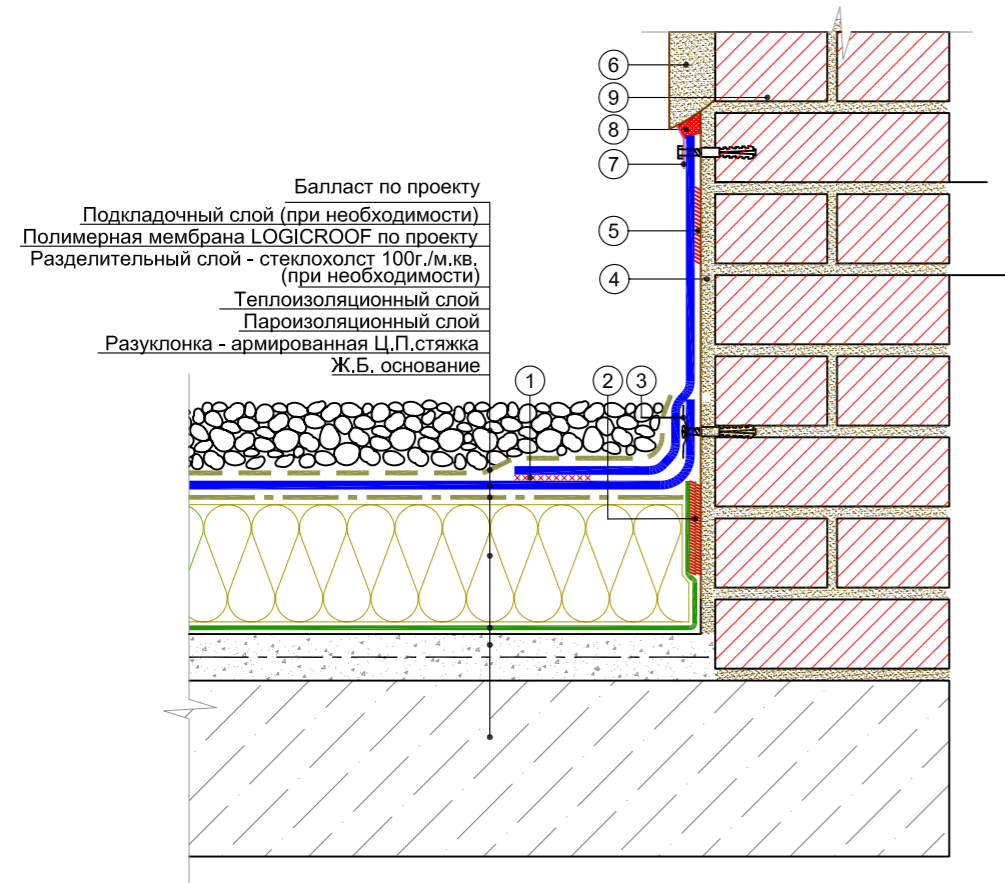 6
9
8
7
Балласт по проекту
Подкладочный слой (при необходимости)
Полимерная мембрана LOGICROOF по проекту
Разделительный слой - стеклохолст 100г./м.кв.
(при необходимости)
Теплоизоляционный слой
Пароизоляционный слой
Разуклонка - армированная Ц.П.стяжка
Ж.Б. основание
5
4
1
2
3